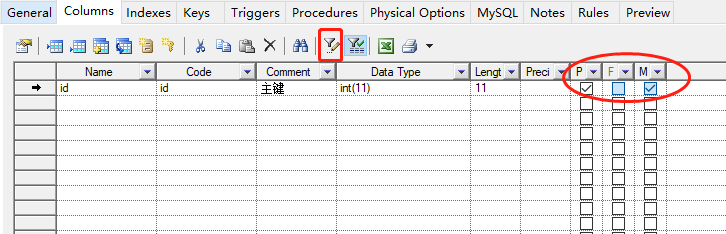 General Columns Indexes Keys Triggers Procedures Physical Options MySQL Notes Rules Preview
Name Code Comment Data Type Lengt Preci P F M
id id 主键 int(11) 11